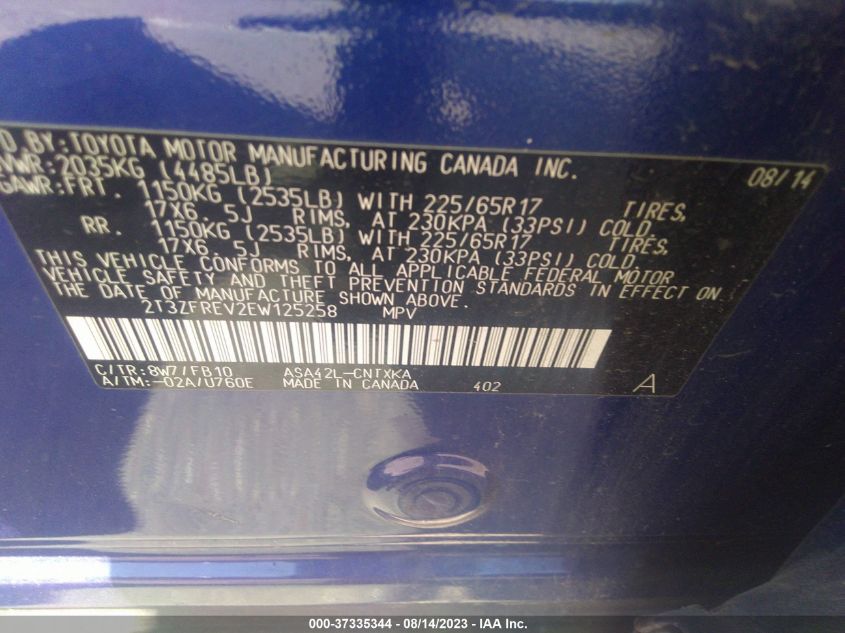 D BY: TOYOTA MOTOR MANUFACTURING CANADA INC. 08/14
VWR: 2035KG (4485LB)
GAWR: FRT. 1150KG (2535LB) WITH 225/65R17 TIRES,
17X6.5J RIMS, AT 230KPA (33PSI) COLD
RR. 1150KG (2535LB) WITH 225/65R17 TIRES,
17X6.5J RIMS, AT 230KPA (33PSI) COLD.
THIS VEHICLE CONFORMS TO ALL APPLICABLE FEDERAL MOTOR
VEHICLE SAFETY AND THEFT PREVENTION STANDARDS IN EFFECT ON
THE DATE OF MANUFACTURE SHOWN ABOVE.
2T3ZFREV2EW125258 MPV
C/TR: 8W7/FB10 ASA42L-CNTXKA
A/TM: -02A/U760E MADE IN CANADA 402 A
000-37335344 - 08/14/2023 - IAA Inc.